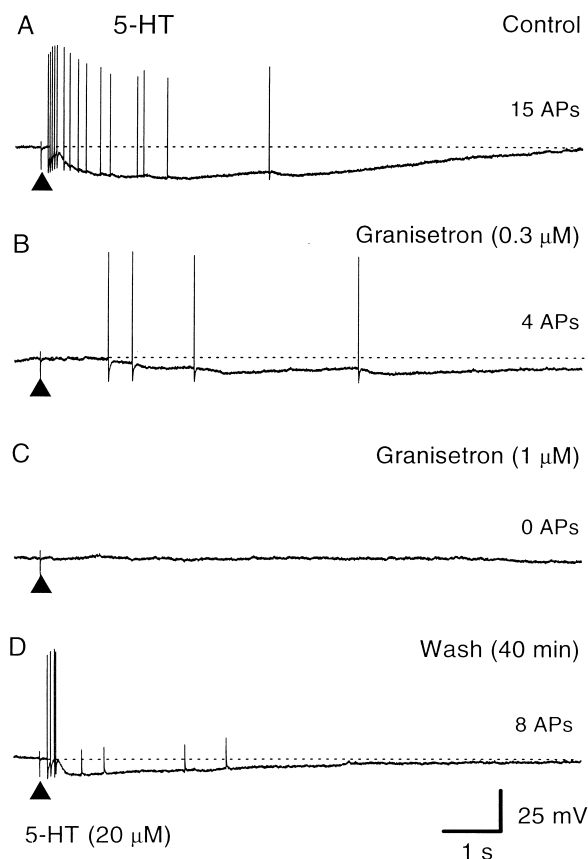 A
5-HT
Control
15 APs
B
Granisetron (0.3 μM)
4 APs
C
Granisetron (1 μM)
0 APs
D
Wash (40 min)
8 APs
5-HT (20 μM)
25 mV
1 s